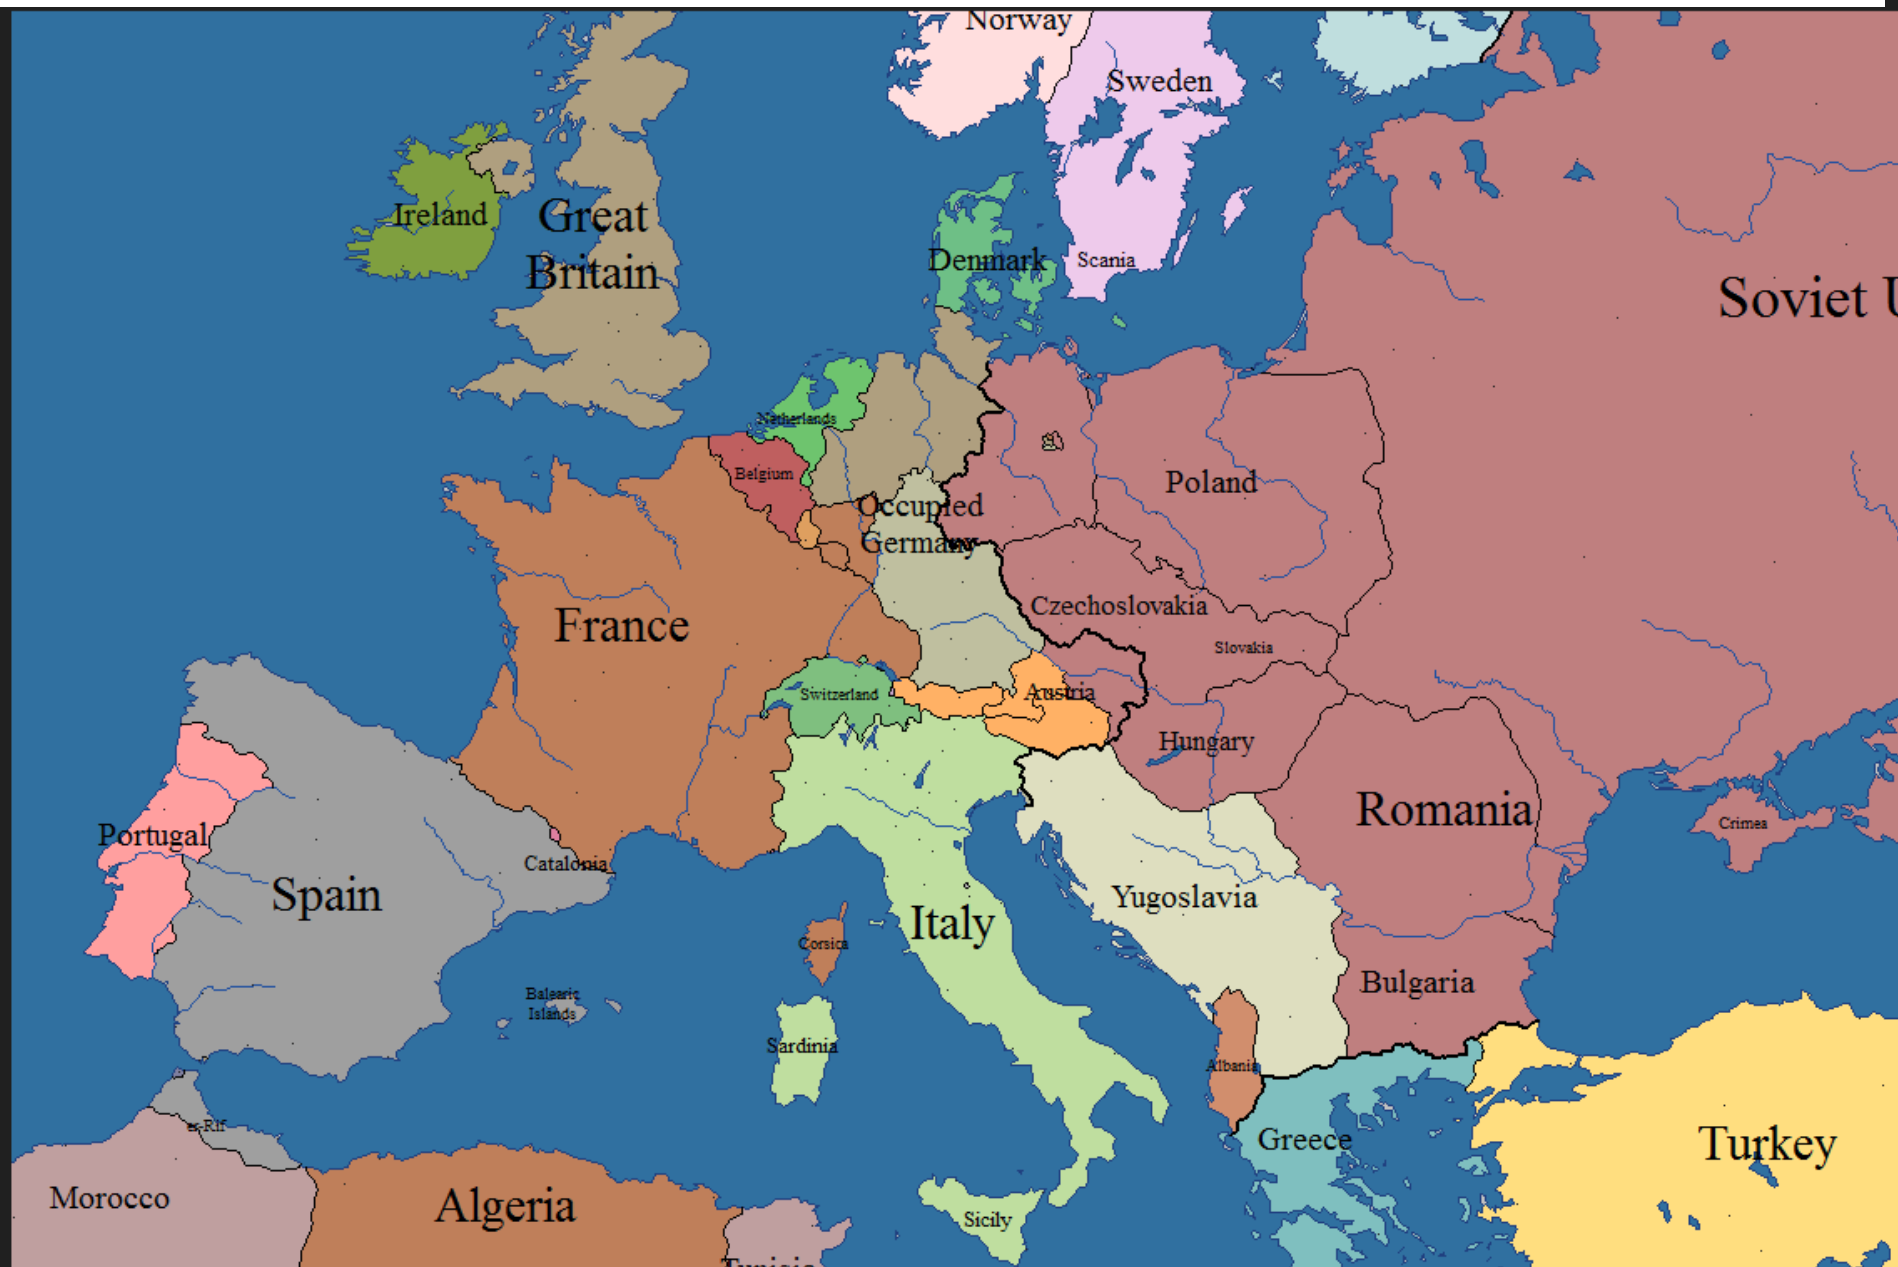 Norway
Sweden
Ireland
Great
Britain
Denmark
Scania
Soviet U
Netherlands
Belgium
Poland
Occupied
Germany
France
Czechoslovakia
Slovakia
Switzerland
Austria
Hungary
Romania
Crimea
Portugal
Catalonia
Spain
Yugoslavia
Italy
Corsica
Bulgaria
Balearic
Islands
Sardinia
Albania
er-Rif
Greece
Turkey
Morocco
Algeria
Sicily
Tunisia